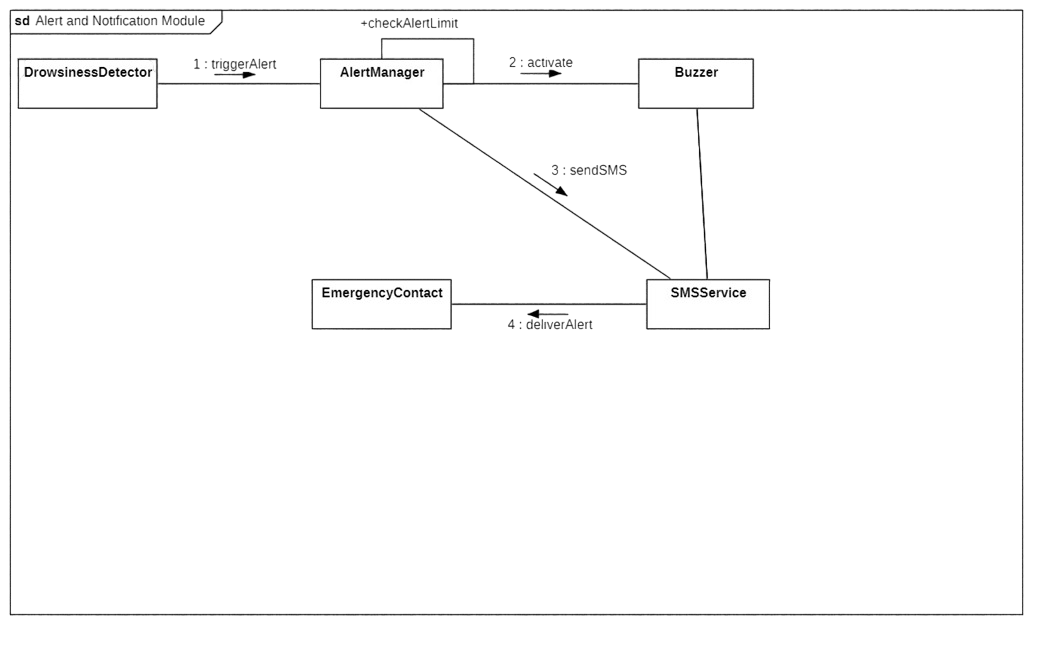 sd Alert and Notification Module
+checkAlertLimit
1 : triggerAlert
2 : activate
DrowsinessDetector
AlertManager
Buzzer
3 : sendSMS
EmergencyContact
SMSService
4 : deliverAlert